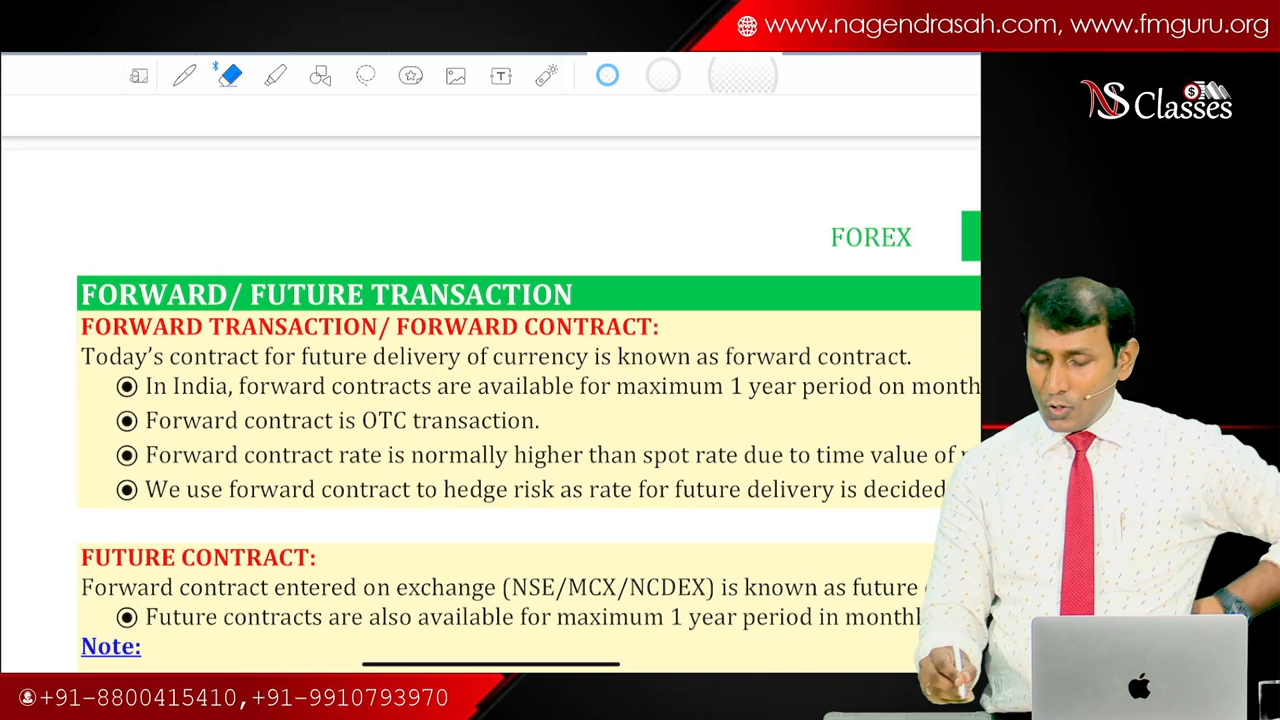 www.nagendrasah.com, www.fmguru.org
NS Classes
FOREX
FORWARD/ FUTURE TRANSACTION
FORWARD TRANSACTION/ FORWARD CONTRACT:
Today's contract for future delivery of currency is known as forward contract.
In India, forward contracts are available for maximum 1 year period on month
Forward contract is OTC transaction.
Forward contract rate is normally higher than spot rate due to time value of
We use forward contract to hedge risk as rate for future delivery is decided
FUTURE CONTRACT:
Forward contract entered on exchange (NSE/MCX/NCDEX) is known as future
Future contracts are also available for maximum 1 year period in monthl
Note:
+91-8800415410,+91-9910793970